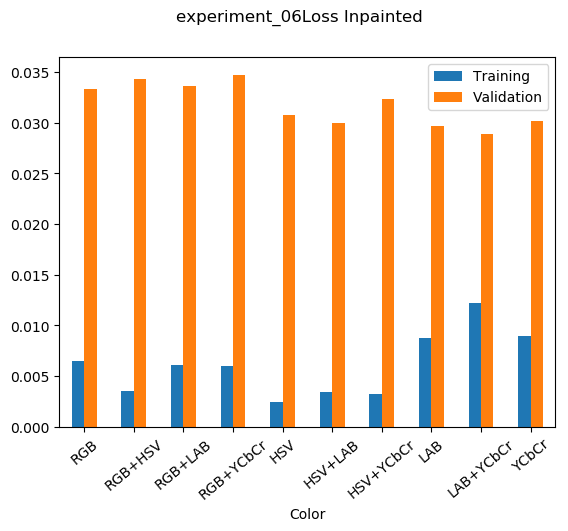 experiment_06Loss Inpainted
Training
Validation
0.035
0.030
0.025
0.020
0.015
0.010
0.005
0.000
RGB
RGB+HSV
RGB+LAB
RGB+YCbCr
HSV
HSV+LAB
HSV+YCbCr
LAB
LAB+YCbCr
YCbCr
Color